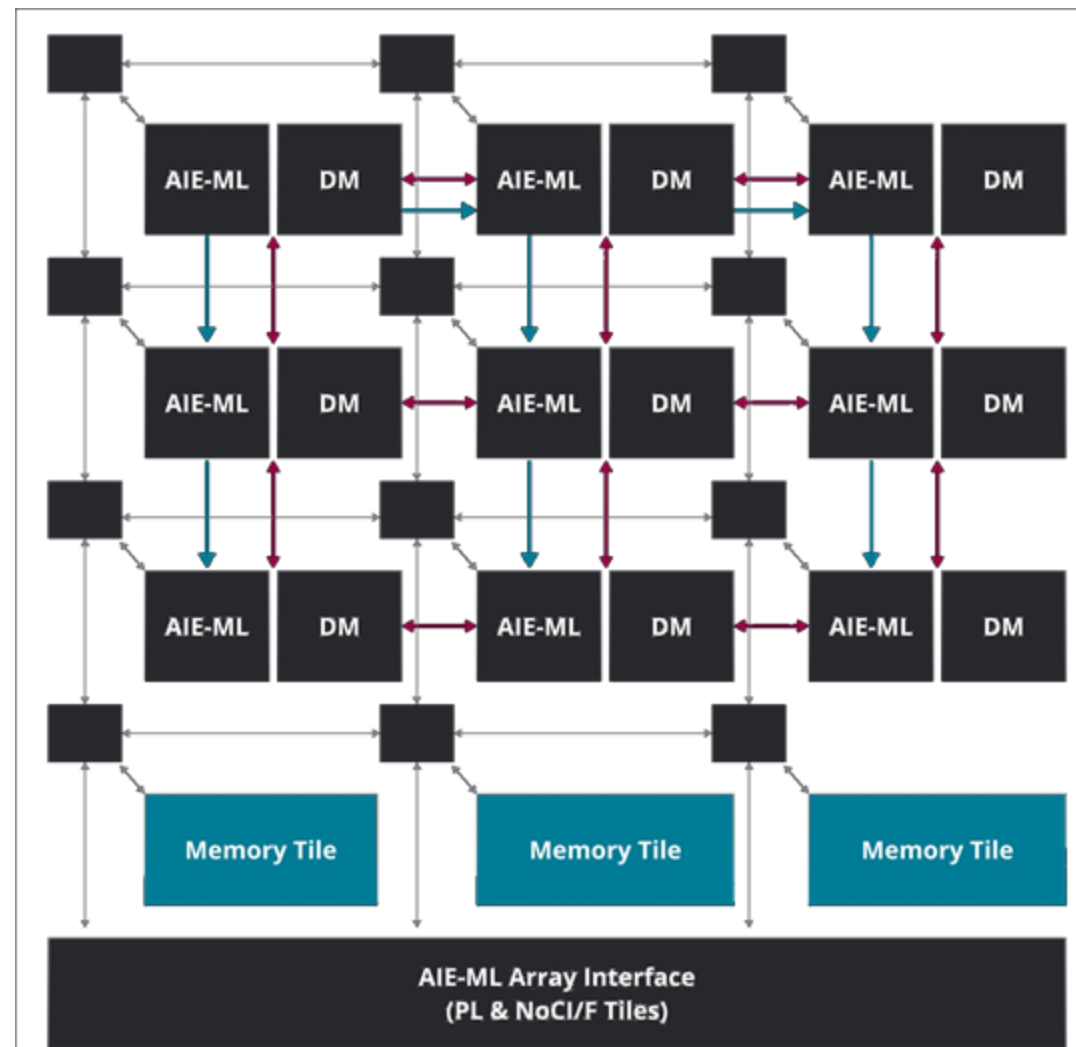 AIE-ML DM AIE-ML DM AIE-ML DM
AIE-ML DM AIE-ML DM AIE-ML DM
AIE-ML DM AIE-ML DM AIE-ML DM
Memory Tile Memory Tile Memory Tile
AIE-ML Array Interface
(PL & NoCI/F Tiles)